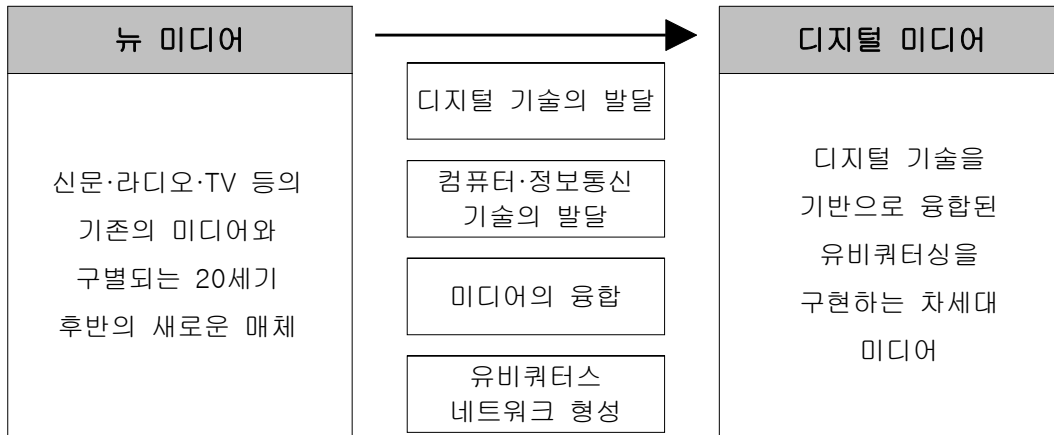 뉴 미디어
신문·라디오·TV 등의
기존의 미디어와
구별되는 20세기
후반의 새로운 매체
디지털 기술의 발달
컴퓨터·정보통신
기술의 발달
미디어의 융합
유비쿼터스
네트워크 형성
디지털 미디어
디지털 기술을
기반으로 융합된
유비쿼터싱을
구현하는 차세대
미디어